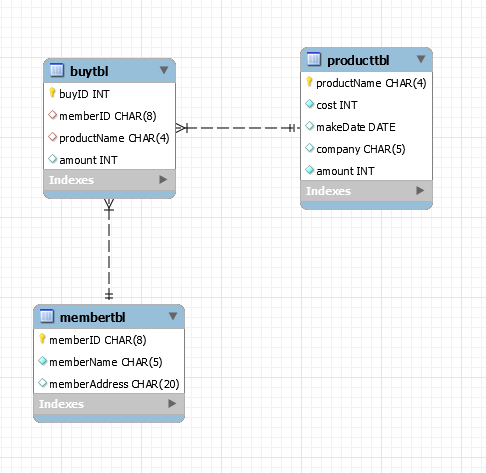 buytbl
buyID INT
memberID CHAR(8)
productName CHAR(4)
amount INT
Indexes
producttbl
productName CHAR(4)
cost INT
makeDate DATE
company CHAR(5)
amount INT
Indexes
membertbl
memberID CHAR(8)
memberName CHAR(5)
memberAddress CHAR(20)
Indexes